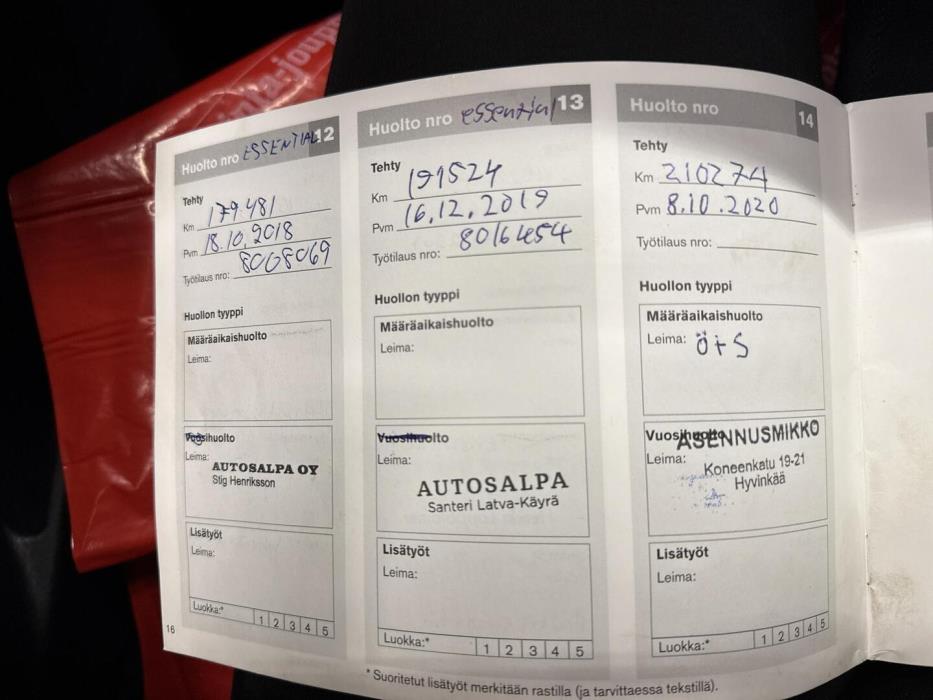 Huolto nro ESSENTIAL 12
Tehty
Km 179 481
Pvm 18.10.2018
Työtilaus nro: 8008069
Huollon tyyppi
Määräaikaishuolto
Leima:
Vuosihuolto
Leima:
AUTOSALPA OY
Stig Henriksson
Lisätyöt
Leima:
Luokka:* 1 2 3 4 5
16
Huolto nro essential 13
Tehty
Km 191524
Pvm 16.12.2019
Työtilaus nro: 8016454
Huollon tyyppi
Määräaikaishuolto
Leima:
Vuosihuolto
Leima:
AUTOSALPA
Santeri Latva-Käyrä
Lisätyöt
Leima:
Luokka:* 1 2 3 4 5
Huolto nro 14
Tehty
Km 210274
Pvm 8.10.2020
Työtilaus nro:
Huollon tyyppi
Määräaikaishuolto
Leima: Ö+S
Vuosihuolto
ASENNUSMIKKO
Leima: Koneenkatu 19-21
Hyvinkää
Lisätyöt
Leima:
Luokka:* 1 2 3 4 5
* Suoritetut lisätyöt merkitään rastilla (ja tarvittaessa tekstillä).